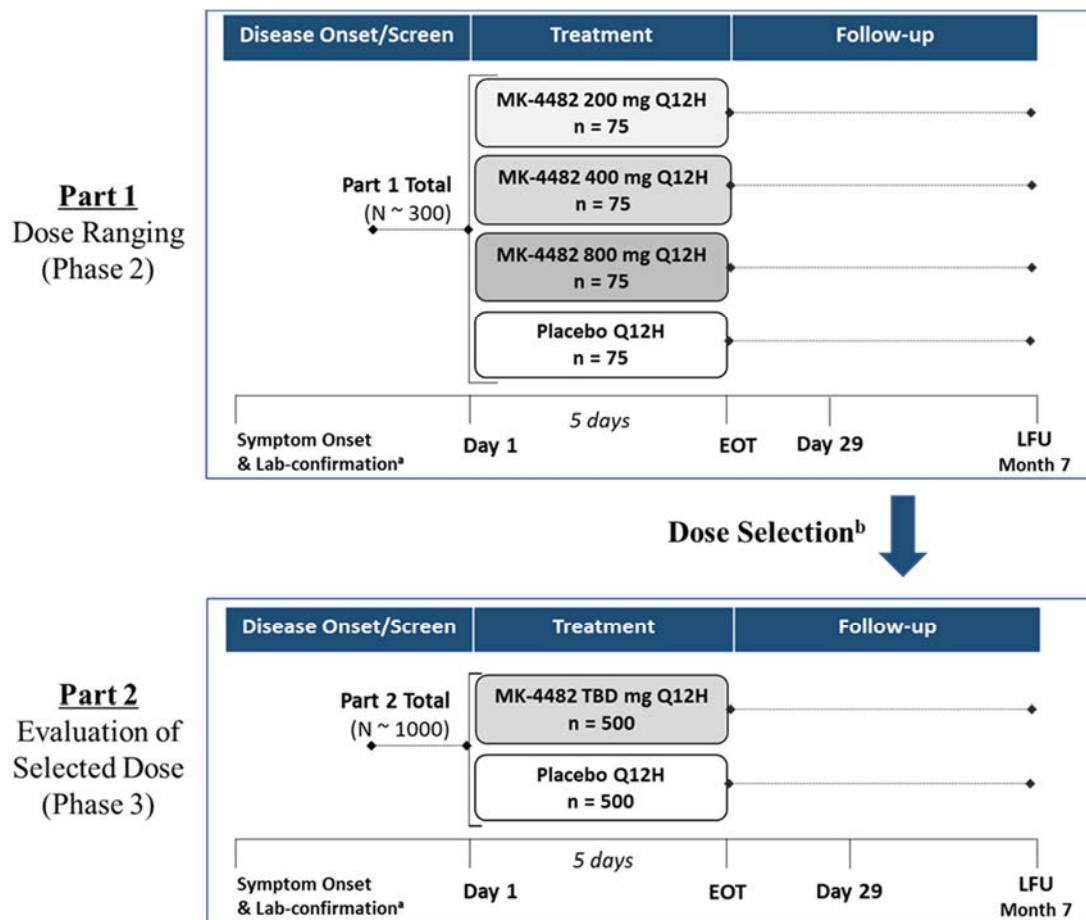 Disease Onset/Screen
Treatment
Follow-up
Part 1
Dose Ranging
(Phase 2)
Part 1 Total
(N ~ 300)
MK-4482 200 mg Q12H
n = 75
MK-4482 400 mg Q12H
n = 75
MK-4482 800 mg Q12H
n = 75
Placebo Q12H
n = 75
5 days
Symptom Onset
& Lab-confirmationᵃ
Day 1
EOT
Day 29
LFU
Month 7
Dose Selectionᵇ
Disease Onset/Screen
Treatment
Follow-up
Part 2
Evaluation of
Selected Dose
(Phase 3)
Part 2 Total
(N ~ 1000)
MK-4482 TBD mg Q12H
n = 500
Placebo Q12H
n = 500
5 days
Symptom Onset
& Lab-confirmationᵃ
Day 1
EOT
Day 29
LFU
Month 7